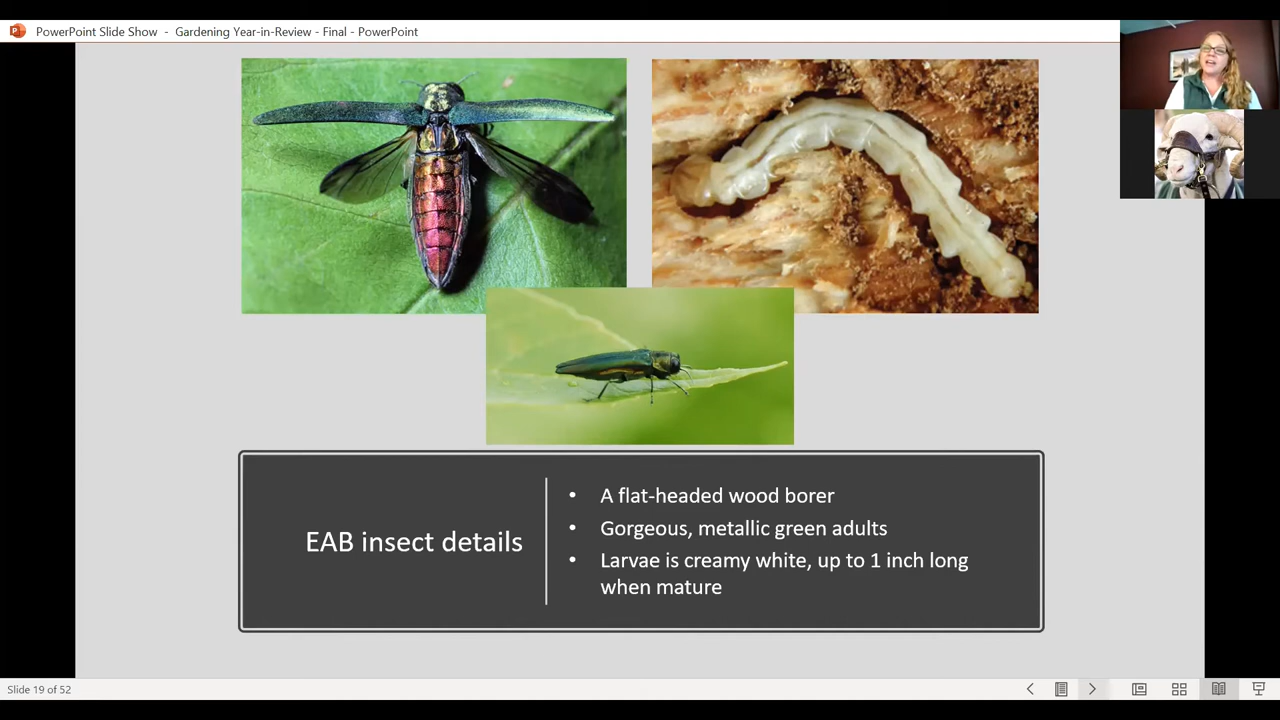 PowerPoint Slide Show - Gardening Year-in-Review - Final - PowerPoint
EAB insect details
• A flat-headed wood borer
• Gorgeous, metallic green adults
• Larvae is creamy white, up to 1 inch long
when mature
Slide 19 of 52